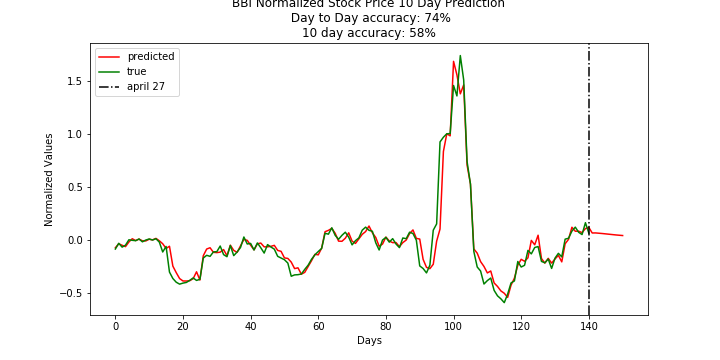 BBI Normalized Stock Price 10 Day Prediction
Day to Day accuracy: 74%
10 day accuracy: 58%
predicted
true
april 27
Normalized Values
1.5
1.0
0.5
0.0
−0.5
0 20 40 60 80 100 120 140
Days